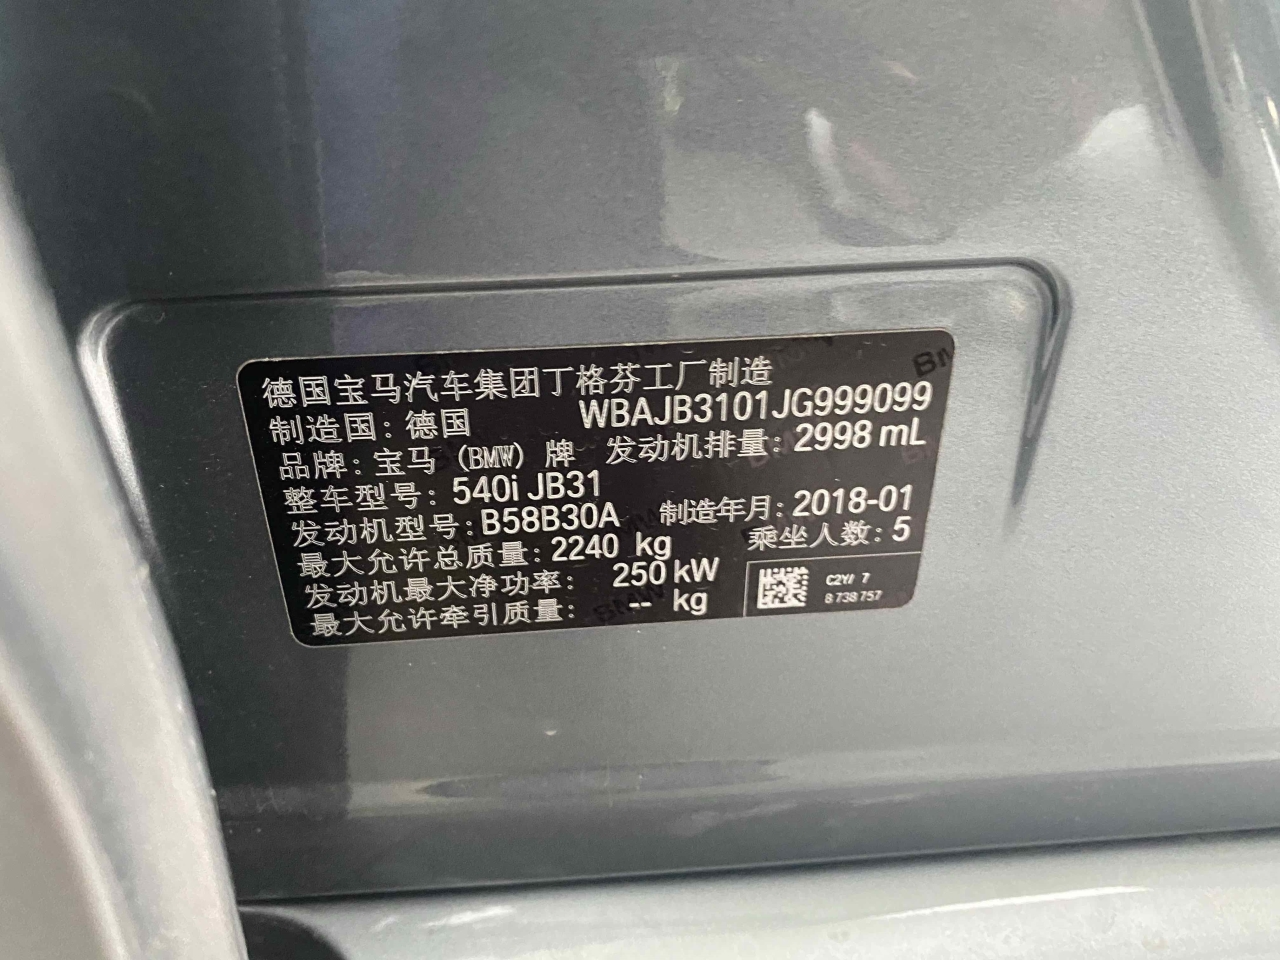 德国宝马汽车集团丁格芬工厂制造
制造国：德国 WBAJB3101JG999099
品牌：宝马（BMW）牌 发动机排量：2998 mL
整车型号：540i JB31
发动机型号：B58B30A 制造年月：2018-01
最大允许总质量：2240 kg 乘坐人数：5
发动机最大净功率： 250 kW
最大允许牵引质量： -- kg
C2Y/ 7
8 738 757